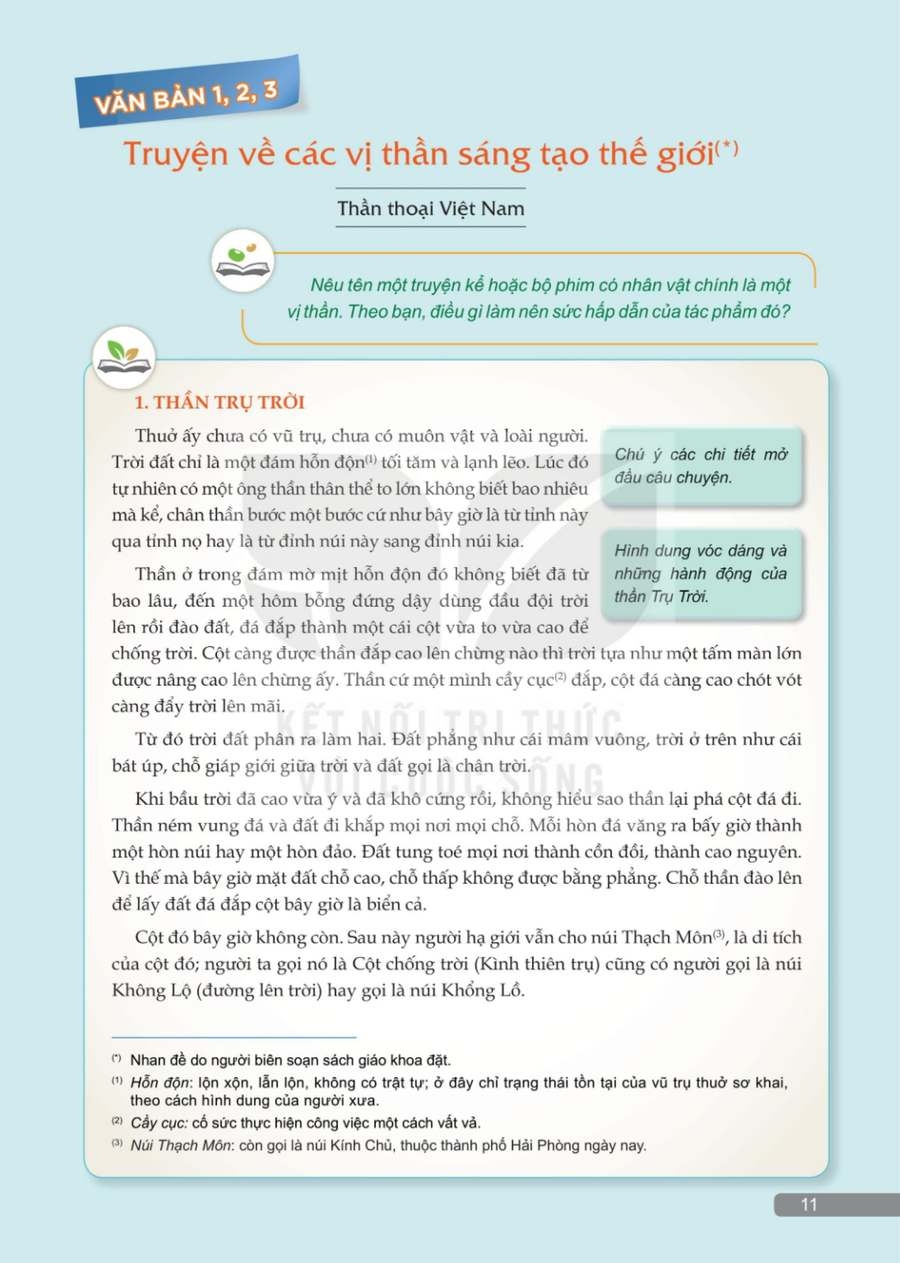 VĂN BẢN 1, 2, 3
Truyện về các vị thần sáng tạo thế giới(*)
Thần thoại Việt Nam
Nêu tên một truyện kể hoặc bộ phim có nhân vật chính là một
vị thần. Theo bạn, điều gì làm nên sức hấp dẫn của tác phẩm đó?
1. THẦN TRỤ TRỜI
Thuở ấy chưa có vũ trụ, chưa có muôn vật và loài người.
Trời đất chỉ là một đám hỗn độn(1) tối tăm và lạnh lẽo. Lúc đó
tự nhiên có một ông thần thân thể to lớn không biết bao nhiêu
mà kể, chân thần bước một bước cứ như bây giờ là từ tỉnh này
qua tỉnh nọ hay là từ đỉnh núi này sang đỉnh núi kia.
Chú ý các chi tiết mở
đầu câu chuyện.
Hình dung vóc dáng và
những hành động của
thần Trụ Trời.
Thần ở trong đám mờ mịt hỗn độn đó không biết đã từ
bao lâu, đến một hôm bỗng đứng dậy dùng đầu đội trời
lên rồi đào đất, đá đắp thành một cái cột vừa to vừa cao để
chống trời. Cột càng được thần đắp cao lên chừng nào thì trời tựa như một tấm màn lớn
được nâng cao lên chừng ấy. Thần cứ một mình cầy cục(2) đắp, cột đá càng cao chót vót
càng đẩy trời lên mãi.
Từ đó trời đất phân ra làm hai. Đất phẳng như cái mâm vuông, trời ở trên như cái
bát úp, chỗ giáp giới giữa trời và đất gọi là chân trời.
Khi bầu trời đã cao vừa ý và đã khô cứng rồi, không hiểu sao thần lại phá cột đá đi.
Thần ném vung đá và đất đi khắp mọi nơi mọi chỗ. Mỗi hòn đá văng ra bấy giờ thành
một hòn núi hay một hòn đảo. Đất tung toé mọi nơi thành cồn đồi, thành cao nguyên.
Vì thế mà bây giờ mặt đất chỗ cao, chỗ thấp không được bằng phẳng. Chỗ thần đào lên
để lấy đất đá đắp cột bây giờ là biển cả.
Cột đó bây giờ không còn. Sau này người hạ giới vẫn cho núi Thạch Môn(3), là di tích
của cột đó; người ta gọi nó là Cột chống trời (Kình thiên trụ) cũng có người gọi là núi
Không Lộ (đường lên trời) hay gọi là núi Khổng Lồ.
KẾT NỐI TRI THỨC
VỚI CUỘC SỐNG
(*) Nhan đề do người biên soạn sách giáo khoa đặt.
(1) Hỗn độn: lộn xộn, lẫn lộn, không có trật tự; ở đây chỉ trạng thái tồn tại của vũ trụ thuở sơ khai,
theo cách hình dung của người xưa.
(2) Cầy cục: cố sức thực hiện công việc một cách vất vả.
(3) Núi Thạch Môn: còn gọi là núi Kính Chủ, thuộc thành phố Hải Phòng ngày nay.
11